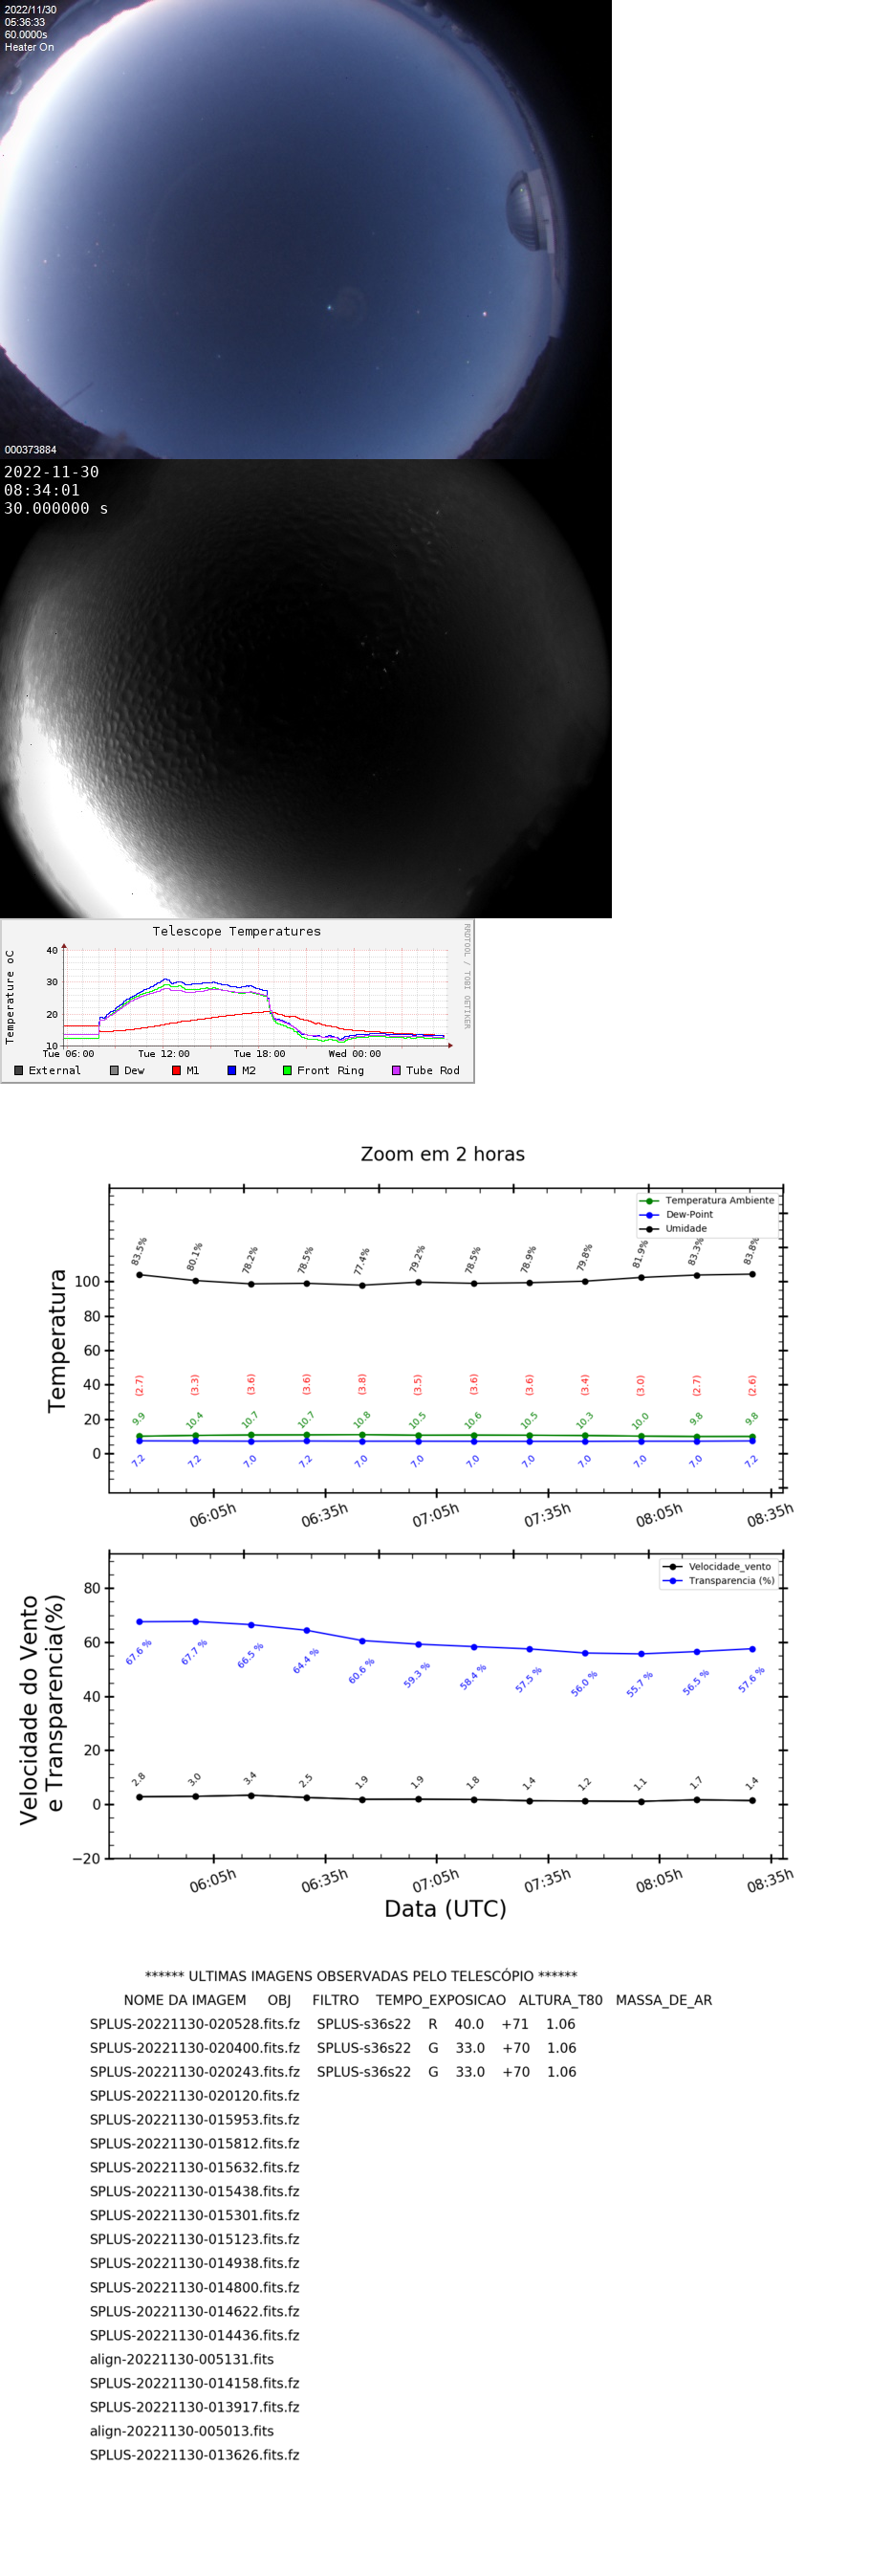 2022/11/30
05:36:33
60.0000s
Heater On
000373884
2022-11-30
08:34:01
30.000000 s
Telescope Temperatures
RRDTOOL / TOBI OETIKER
Temperature oC
40
30
20
10
Tue 06:00 Tue 12:00 Tue 18:00 Wed 00:00
External Dew M1 M2 Front Ring Tube Rod
Zoom em 2 horas
Temperatura Ambiente
Dew-Point
Umidade
Temperatura
100
80
60
40
20
0
83.5% 80.1% 78.2% 78.5% 77.4% 79.2% 78.5% 78.9% 79.8% 81.9% 83.3% 83.8%
(2.7) (3.3) (3.6) (3.6) (3.8) (3.5) (3.6) (3.6) (3.4) (3.0) (2.7) (2.6)
9.9 10.4 10.7 10.7 10.8 10.5 10.6 10.5 10.3 10.0 9.8 9.8
7.2 7.2 7.0 7.2 7.0 7.0 7.0 7.0 7.0 7.0 7.0 7.2
06:05h 06:35h 07:05h 07:35h 08:05h 08:35h
Velocidade_vento
Transparencia (%)
Velocidade do Vento
e Transparencia(%)
80
60
40
20
0
−20
67.6 % 67.7 % 66.5 % 64.4 % 60.6 % 59.3 % 58.4 % 57.5 % 56.0 % 55.7 % 56.5 % 57.6 %
2.8 3.0 3.4 2.5 1.9 1.9 1.8 1.4 1.2 1.1 1.7 1.4
06:05h 06:35h 07:05h 07:35h 08:05h 08:35h
Data (UTC)
****** ULTIMAS IMAGENS OBSERVADAS PELO TELESCÓPIO ******
NOME DA IMAGEM OBJ FILTRO TEMPO_EXPOSICAO ALTURA_T80 MASSA_DE_AR
SPLUS-20221130-020528.fits.fz SPLUS-s36s22 R 40.0 +71 1.06
SPLUS-20221130-020400.fits.fz SPLUS-s36s22 G 33.0 +70 1.06
SPLUS-20221130-020243.fits.fz SPLUS-s36s22 G 33.0 +70 1.06
SPLUS-20221130-020120.fits.fz
SPLUS-20221130-015953.fits.fz
SPLUS-20221130-015812.fits.fz
SPLUS-20221130-015632.fits.fz
SPLUS-20221130-015438.fits.fz
SPLUS-20221130-015301.fits.fz
SPLUS-20221130-015123.fits.fz
SPLUS-20221130-014938.fits.fz
SPLUS-20221130-014800.fits.fz
SPLUS-20221130-014622.fits.fz
SPLUS-20221130-014436.fits.fz
align-20221130-005131.fits
SPLUS-20221130-014158.fits.fz
SPLUS-20221130-013917.fits.fz
align-20221130-005013.fits
SPLUS-20221130-013626.fits.fz